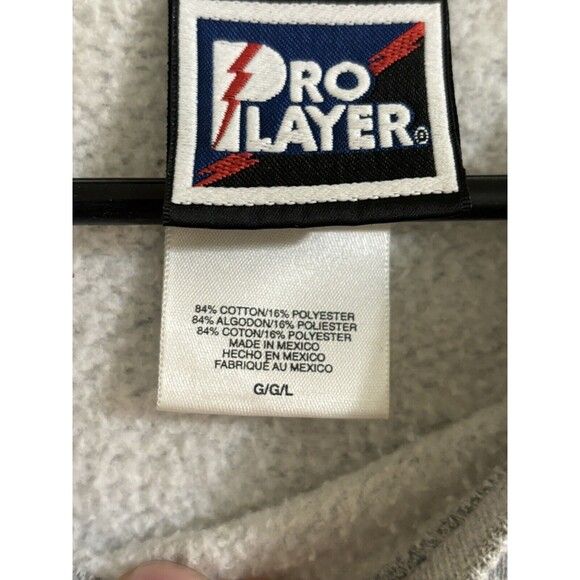 PRO
PLAYER®
84% COTTON/16% POLYESTER
84% ALGODON/16% POLIESTER
84% COTON/16% POLYESTER
MADE IN MEXICO
HECHO EN MEXICO
FABRIQUÉ AU MEXICO
G/G/L